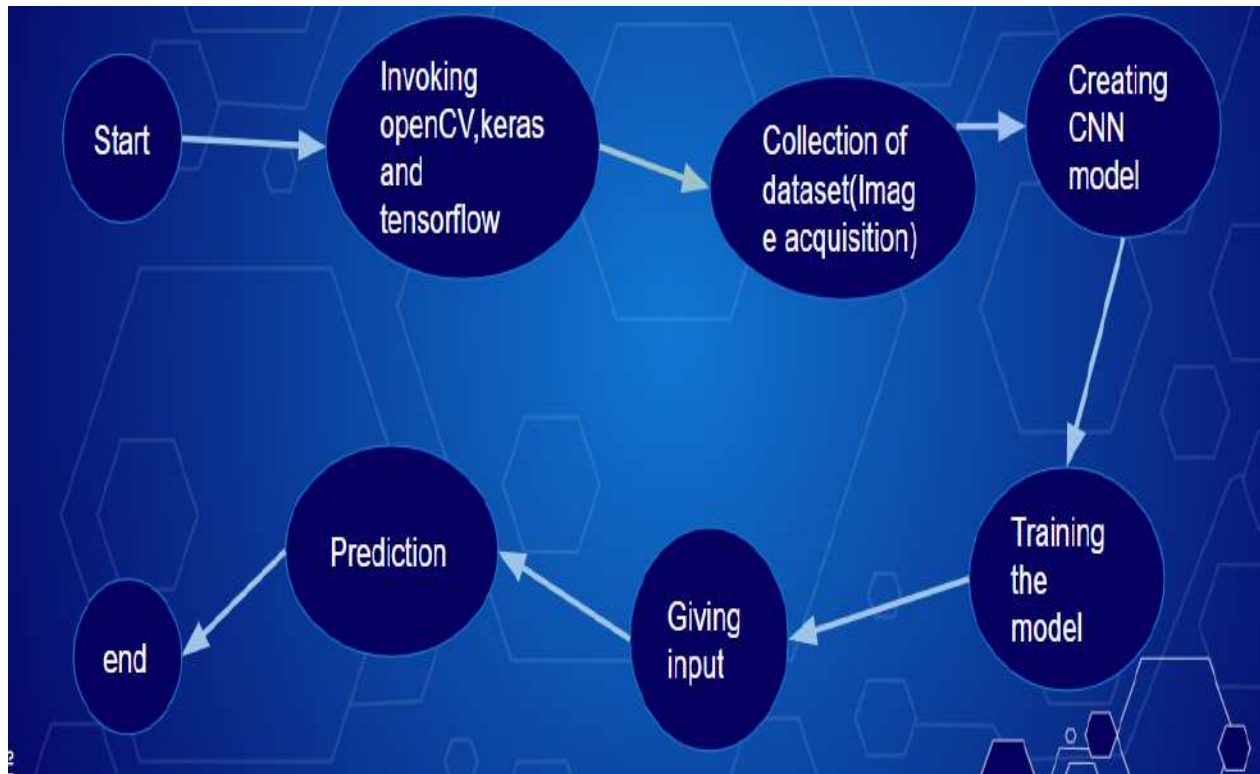 Start
Invoking
openCV,keras
and
tensorflow
Collection of
dataset(Imag
e acquisition)
Creating
CNN
model
Training
the
model
Giving
input
Prediction
end